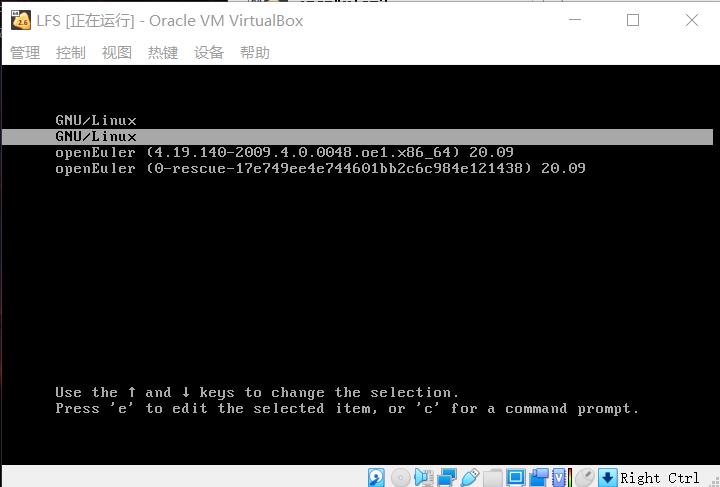 2.6
LFS [正在运行] - Oracle VM VirtualBox
管理 控制 视图 热键 设备 帮助
GNU/Linux
GNU/Linux
openEuler (4.19.140-2009.4.0.0048.oe1.x86_64) 20.09
openEuler (0-rescue-17e749ee4e744601bb2c6c984e121438) 20.09
Use the ↑ and ↓ keys to change the selection.
Press 'e' to edit the selected item, or 'c' for a command prompt.
Right Ctrl